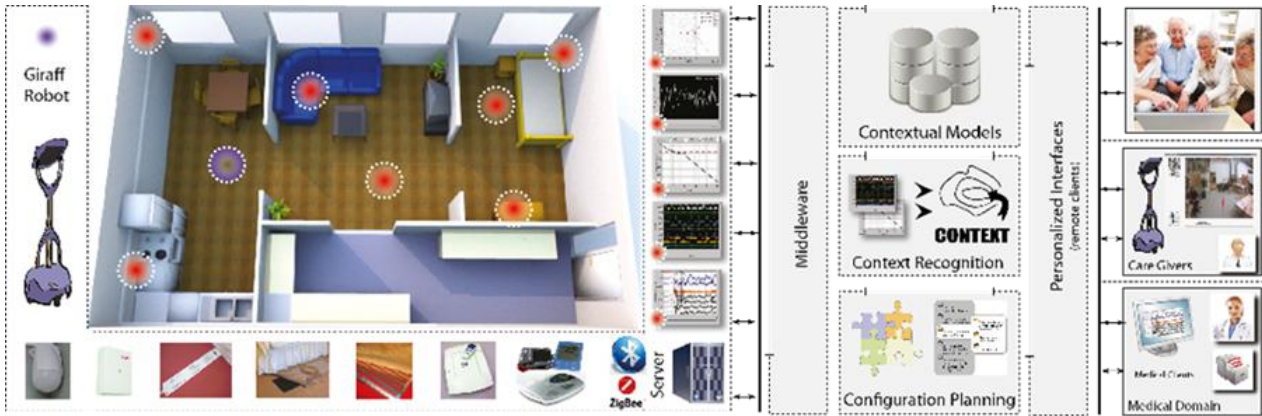 Giraff
Robot
Server
ZigBee
Middleware
Contextual Models
CONTEXT
Context Recognition
Configuration Planning
Personalized Interfaces
(remote clients)
Care Givers
Medical Clients
Medical Domain